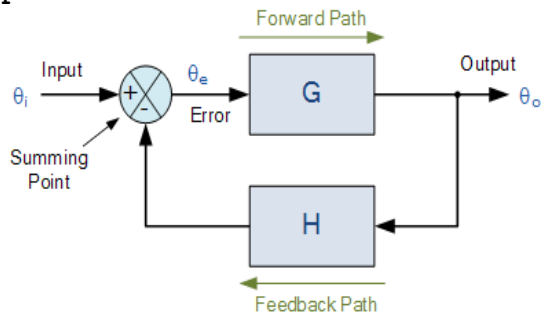 Forward Path
Input
θi
+
-
θe
Error
G
Output
θo
Summing
Point
H
Feedback Path